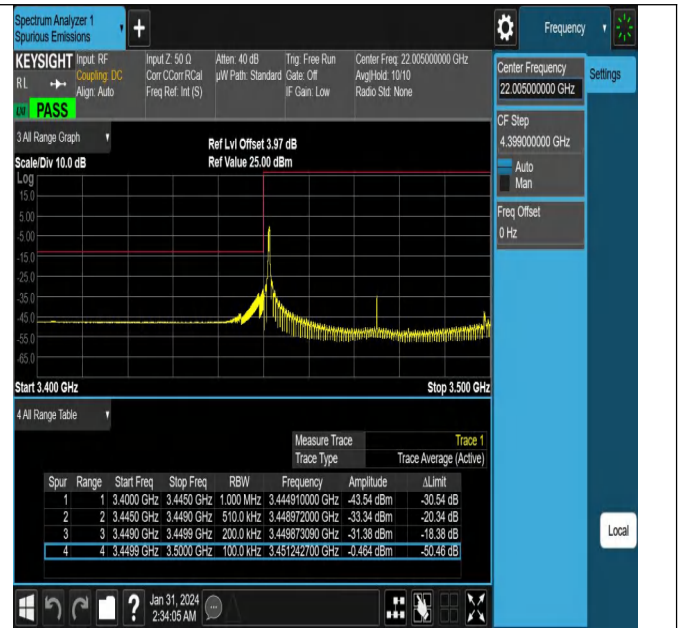 Spectrum Analyzer 1
Spurious Emissions
+
Frequency
KEYSIGHT Input: RF Input Z: 50 Ω Atten: 40 dB Trig: Free Run Center Freq: 22.005000000 GHz
RL Coupling: DC Corr CCorr RCal µW Path: Standard Gate: Off Avg|Hold: 10/10
Align: Auto Freq Ref: Int (S) IF Gain: Low Radio Std: None
PASS
Center Frequency
22.005000000 GHz
Settings
CF Step
4.399000000 GHz
Auto
Man
Freq Offset
0 Hz
Local
3 All Range Graph
Ref Lvl Offset 3.97 dB
Scale/Div 10.0 dB Ref Value 25.00 dBm
Log
15.0
5.00
-5.00
-15.0
-25.0
-35.0
-45.0
-55.0
-65.0
Start 3.400 GHz Stop 3.500 GHz
4 All Range Table
Measure Trace Trace 1
Trace Type Trace Average (Active)
Spur Range Start Freq Stop Freq RBW Frequency Amplitude ΔLimit
1 1 3.4000 GHz 3.4450 GHz 1.000 MHz 3.444910000 GHz -43.54 dBm -30.54 dB
2 2 3.4450 GHz 3.4490 GHz 510.0 kHz 3.448972000 GHz -33.34 dBm -20.34 dB
3 3 3.4490 GHz 3.4499 GHz 200.0 kHz 3.449873090 GHz -31.38 dBm -18.38 dB
4 4 3.4499 GHz 3.5000 GHz 100.0 kHz 3.451242700 GHz -0.464 dBm -50.46 dB
? Jan 31, 2024
2:34:05 AM